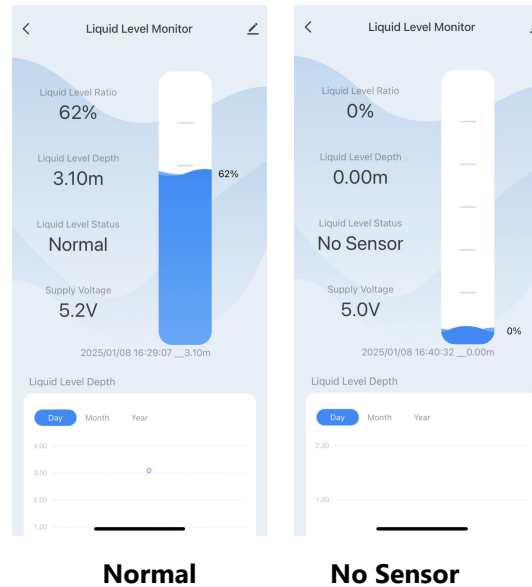 Liquid Level Monitor
Liquid Level Ratio
62%
Liquid Level Depth
3.10m
62%
Liquid Level Status
Normal
Supply Voltage
5.2V
2025/01/08 16:29:07 __3.10m
Liquid Level Depth
Day Month Year
4.00
3.00
2.00
1.00
Normal
Liquid Level Monitor
Liquid Level Ratio
0%
Liquid Level Depth
0.00m
Liquid Level Status
No Sensor
Supply Voltage
5.0V
0%
2025/01/08 16:40:32 __0.00m
Liquid Level Depth
Day Month Year
2.00
1.00
No Sensor